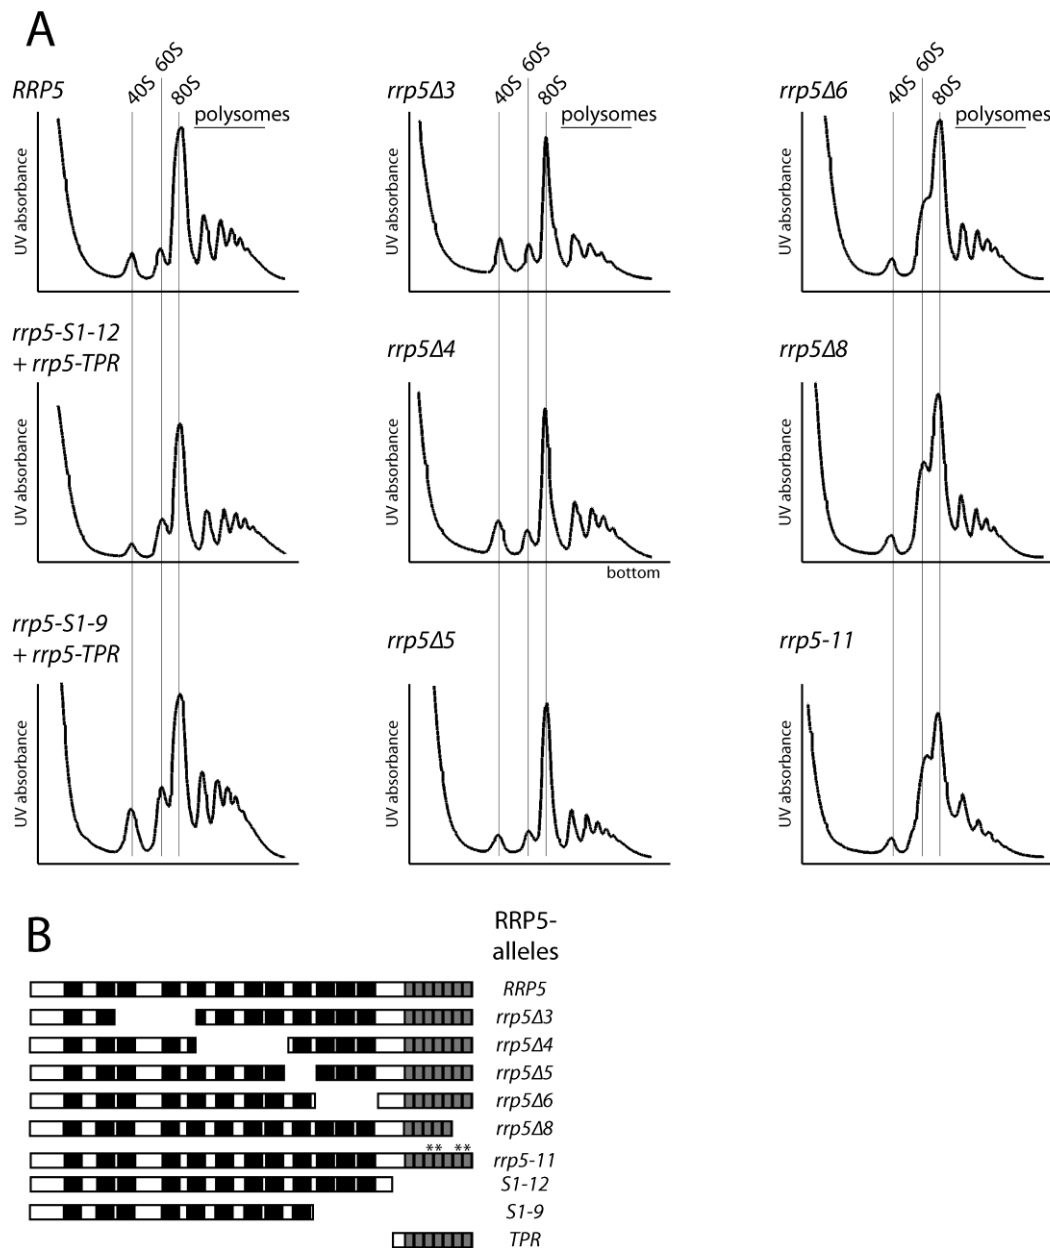 A
RRP5
40S 60S 80S
polysomes
UV absorbance
rrp5Δ3
40S 60S 80S
polysomes
UV absorbance
rrp5Δ6
40S 60S 80S
polysomes
UV absorbance
rrp5-S1-12
+ rrp5-TPR
UV absorbance
rrp5Δ4
UV absorbance
bottom
rrp5Δ8
UV absorbance
rrp5-S1-9
+ rrp5-TPR
UV absorbance
rrp5Δ5
UV absorbance
rrp5-11
UV absorbance
B
RRP5-
alleles
RRP5
rrp5Δ3
rrp5Δ4
rrp5Δ5
rrp5Δ6
rrp5Δ8
** **
rrp5-11
S1-12
S1-9
TPR